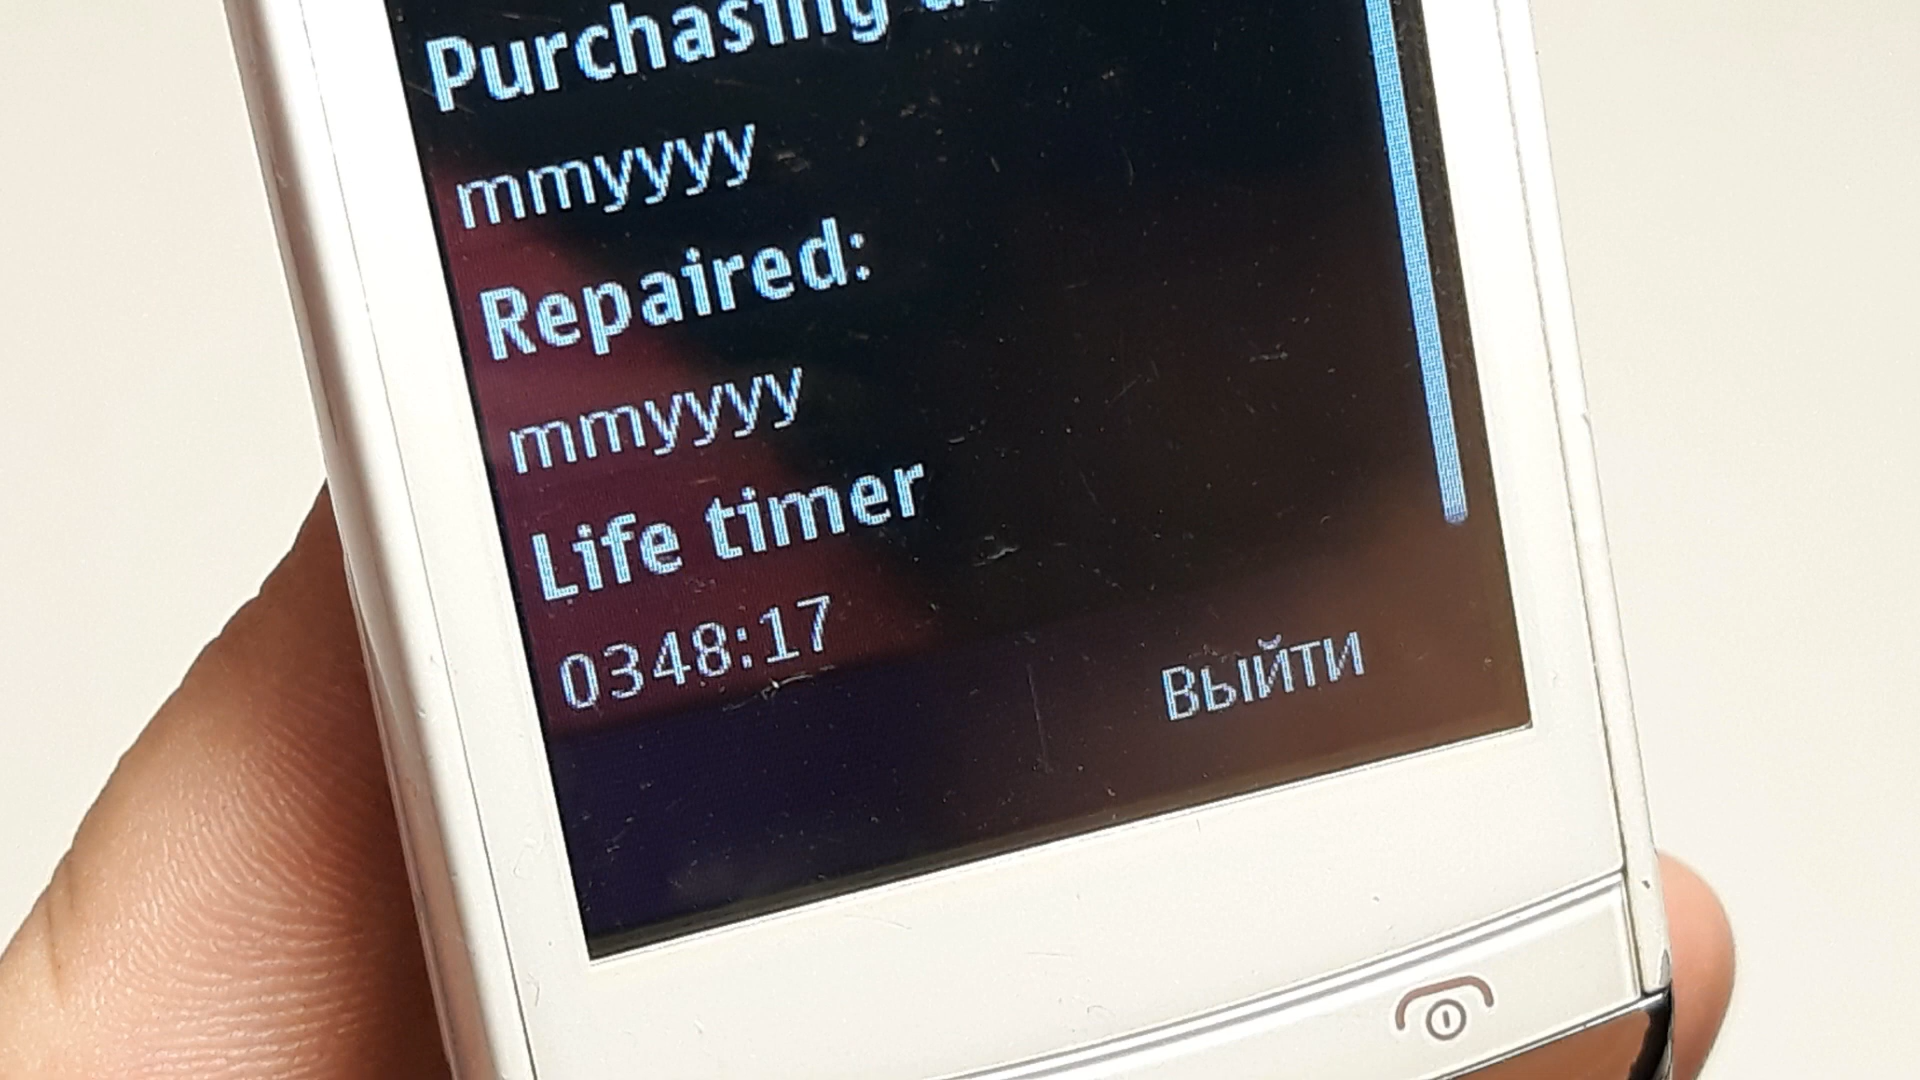 Purchasing
mmyyyy
Repaired:
mmyyyy
Life timer
0348:17
Выйти